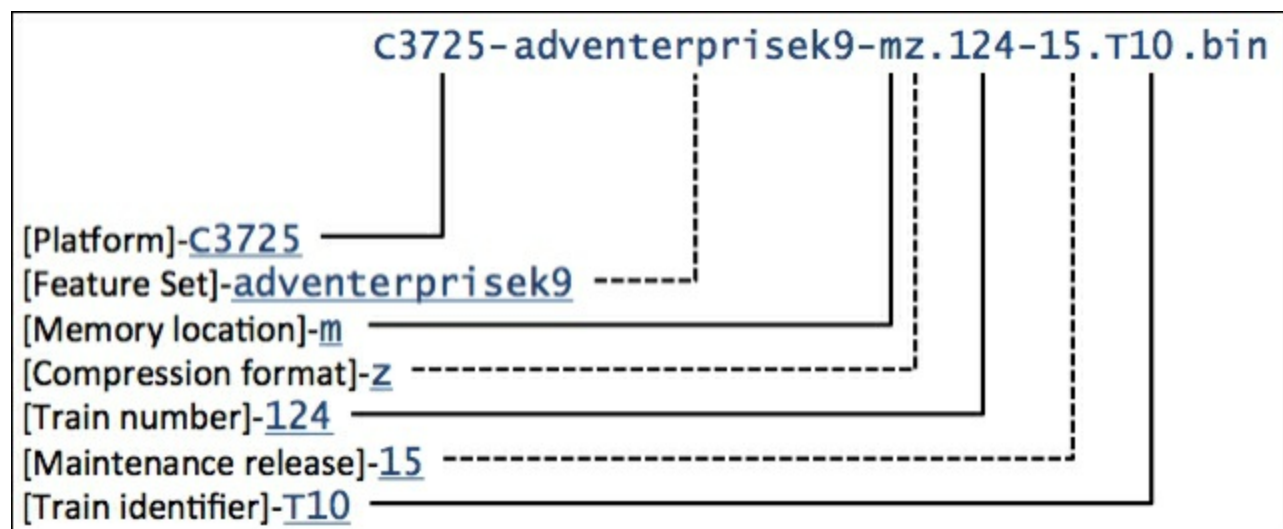 C3725-adventerprisek9-mz.124-15.T10.bin
[Platform]-C3725
[Feature Set]-adventerprisek9
[Memory location]-m
[Compression format]-z
[Train number]-124
[Maintenance release]-15
[Train identifier]-T10